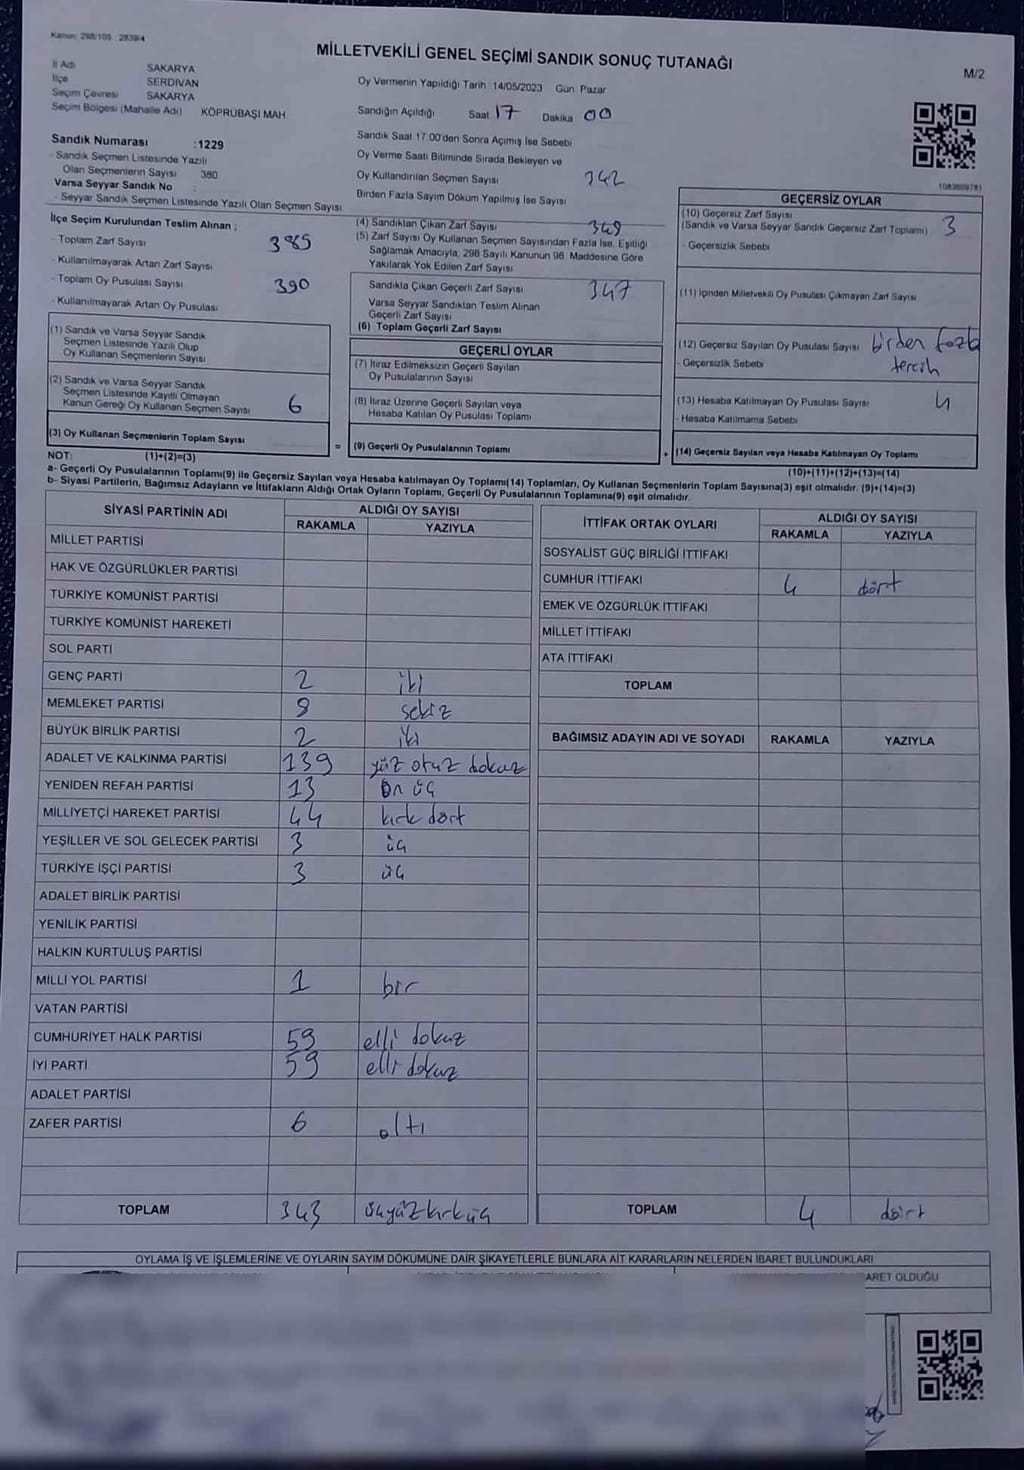 Kanun: 298/105 2839/4
MİLLETVEKİLİ GENEL SEÇİMİ SANDIK SONUÇ TUTANAĞI
M/2
İl Adı SAKARYA
İlçe SERDİVAN
Seçim Çevresi SAKARYA
Seçim Bölgesi (Mahalle Adı) KÖPRÜBAŞI MAH
Sandık Numarası :1229
- Sandık Seçmen Listesinde Yazılı
Olan Seçmenlerin Sayısı 380
Varsa Seyyar Sandık No :
- Seyyar Sandık Seçmen Listesinde Yazılı Olan Seçmen Sayısı
Oy Vermenin Yapıldığı Tarih :14/05/2023 Gün: Pazar
Sandığın Açıldığı Saat 17 Dakika 00
Sandık Saat 17.00'den Sonra Açımış İse Sebebi
Oy Verme Saati Bitiminde Sırada Bekleyen ve
Oy Kullandırılan Seçmen Sayısı 342
Birden Fazla Sayım Döküm Yapılmış İse Sayısı
1083609781
İlçe Seçim Kurulundan Teslim Alınan ;
- Toplam Zarf Sayısı 385
- Kullanılmayarak Artan Zarf Sayısı
- Toplam Oy Pusulası Sayısı 390
- Kullanılmayarak Artan Oy Pusulası
(1) Sandık ve Varsa Seyyar Sandık
Seçmen Listesinde Yazılı Olup
Oy Kullanan Seçmenlerin Sayısı
(2) Sandık ve Varsa Seyyar Sandık
Seçmen Listesinde Kayıtlı Olmayan
Kanun Gereği Oy Kullanan Seçmen Sayısı 6
(3) Oy Kullanan Seçmenlerin Toplam Sayısı
(1)+(2)=(3)
(4) Sandıktan Çıkan Zarf Sayısı 349
(5) Zarf Sayısı Oy Kullanan Seçmen Sayısından Fazla İse, Eşitliği
Sağlamak Amacıyla, 298 Sayılı Kanunun 98. Maddesine Göre
Yakılarak Yok Edilen Zarf Sayısı
Sandıkta Çıkan Geçerli Zarf Sayısı 347
Varsa Seyyar Sandıktan Teslim Alınan
Geçerli Zarf Sayısı
(6) Toplam Geçerli Zarf Sayısı
GEÇERLİ OYLAR
(7) İtiraz Edilmeksizin Geçerli Sayılan
Oy Pusulalarının Sayısı
(8) İtiraz Üzerine Geçerli Sayılan veya
Hesaba Katılan Oy Pusulası Toplamı
= (9) Geçerli Oy Pusulalarının Toplamı
GEÇERSİZ OYLAR
(10) Geçersiz Zarf Sayısı
(Sandık ve Varsa Seyyar Sandık Geçersiz Zarf Toplamı) 3
- Geçersizlik Sebebi
(11) İçinden Milletvekili Oy Pusulası Çıkmayan Zarf Sayısı
(12) Geçersiz Sayılan Oy Pusulası Sayısı birden fazla
- Geçersizlik Sebebi tercih
(13) Hesaba Katılmayan Oy Pusulası Sayısı 4
- Hesaba Katılmama Sebebi
+ (14) Geçersiz Sayılan veya Hesaba Katılmayan Oy Toplamı
(10)+(11)+(12)+(13)=(14)
NOT:
a- Geçerli Oy Pusulalarının Toplamı(9) ile Geçersiz Sayılan veya Hesaba katılmayan Oy Toplamı(14) Toplamları, Oy Kullanan Seçmenlerin Toplam Sayısına(3) eşit olmalıdır. (9)+(14)=(3)
b- Siyasi Partilerin, Bağımsız Adayların ve İttifakların Aldığı Ortak Oyların Toplamı, Geçerli Oy Pusulalarının Toplamına(9) eşit olmalıdır.
SİYASİ PARTİNİN ADI ALDIĞI OY SAYISI
RAKAMLA YAZIYLA
MİLLET PARTİSİ
HAK VE ÖZGÜRLÜKLER PARTİSİ
TÜRKİYE KOMÜNİST PARTİSİ
TÜRKİYE KOMÜNİST HAREKETİ
SOL PARTİ
GENÇ PARTİ 2 iki
MEMLEKET PARTİSİ 8 sekiz
BÜYÜK BİRLİK PARTİSİ 2 iki
ADALET VE KALKINMA PARTİSİ 139 yüz otuz dokuz
YENİDEN REFAH PARTİSİ 13 on üç
MİLLİYETÇİ HAREKET PARTİSİ 44 kırk dört
YEŞİLLER VE SOL GELECEK PARTİSİ 3 üç
TÜRKİYE İŞÇİ PARTİSİ 3 üç
ADALET BİRLİK PARTİSİ
YENİLİK PARTİSİ
HALKIN KURTULUŞ PARTİSİ
MİLLİ YOL PARTİSİ 1 bir
VATAN PARTİSİ
CUMHURİYET HALK PARTİSİ 59 elli dokuz
İYİ PARTİ 59 elli dokuz
ADALET PARTİSİ
ZAFER PARTİSİ 6 altı
TOPLAM 343 üçyüzkırküç
İTTİFAK ORTAK OYLARI ALDIĞI OY SAYISI
RAKAMLA YAZIYLA
SOSYALİST GÜÇ BİRLİĞİ İTTİFAKI
CUMHUR İTTİFAKI 4 dört
EMEK VE ÖZGÜRLÜK İTTİFAKI
MİLLET İTTİFAKI
ATA İTTİFAKI
TOPLAM
BAĞIMSIZ ADAYIN ADI VE SOYADI RAKAMLA YAZIYLA
TOPLAM 4 dört
OYLAMA İŞ VE İŞLEMLERİNE VE OYLARIN SAYIM DÖKÜMÜNE DAİR ŞİKAYETLERLE BUNLARA AİT KARARLARIN NELERDEN İBARET BULUNDUKLARI
ARET OLDUĞU